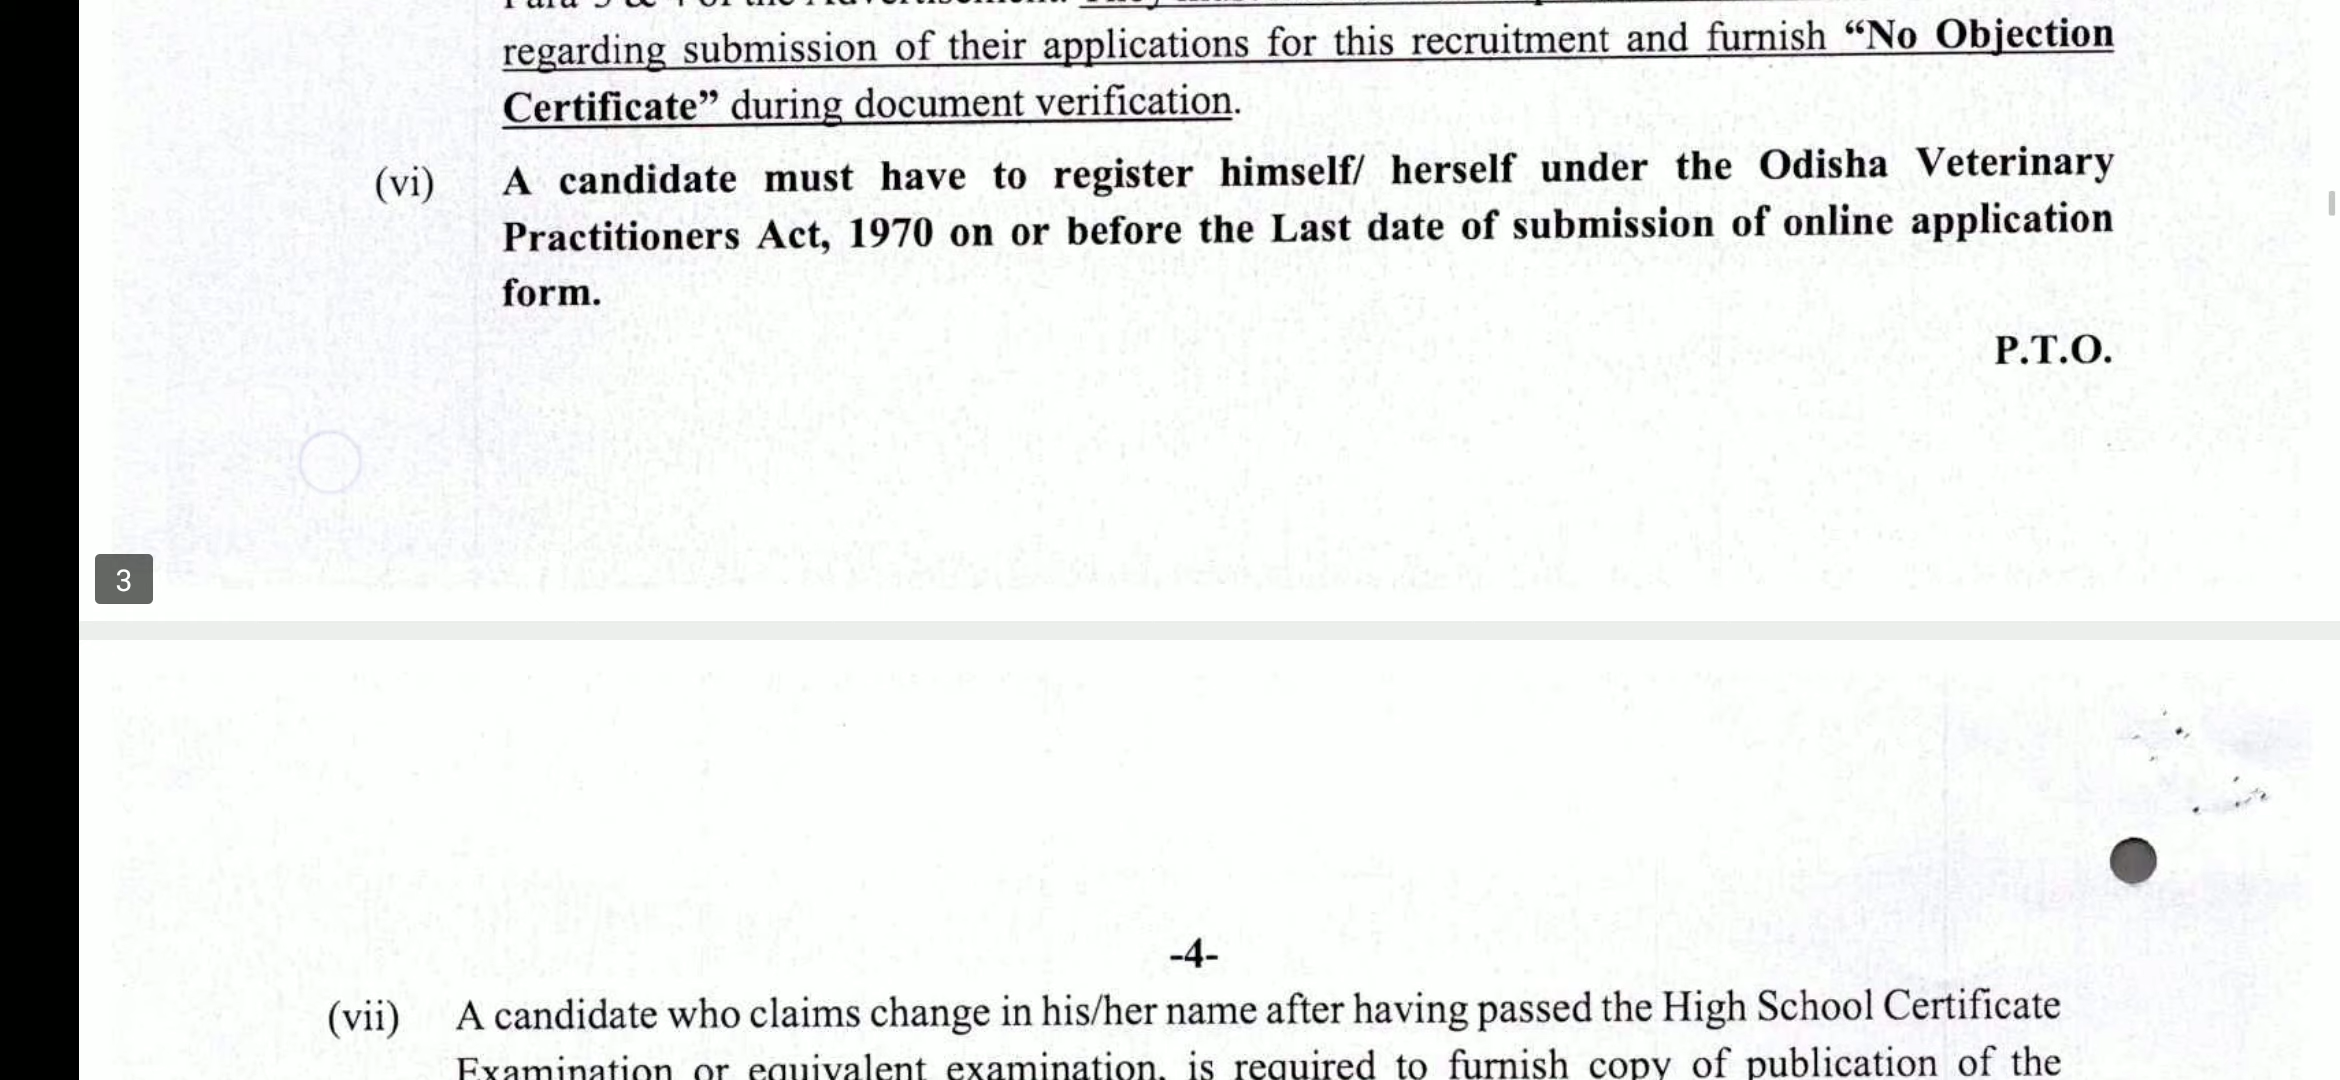 regarding submission of their applications for this recruitment and furnish “No Objection
Certificate” during document verification.
(vi) A candidate must have to register himself/ herself under the Odisha Veterinary
Practitioners Act, 1970 on or before the Last date of submission of online application
form.
P.T.O.
3
-4-
(vii) A candidate who claims change in his/her name after having passed the High School Certificate
Examination or equivalent examination, is required to furnish copy of publication of the